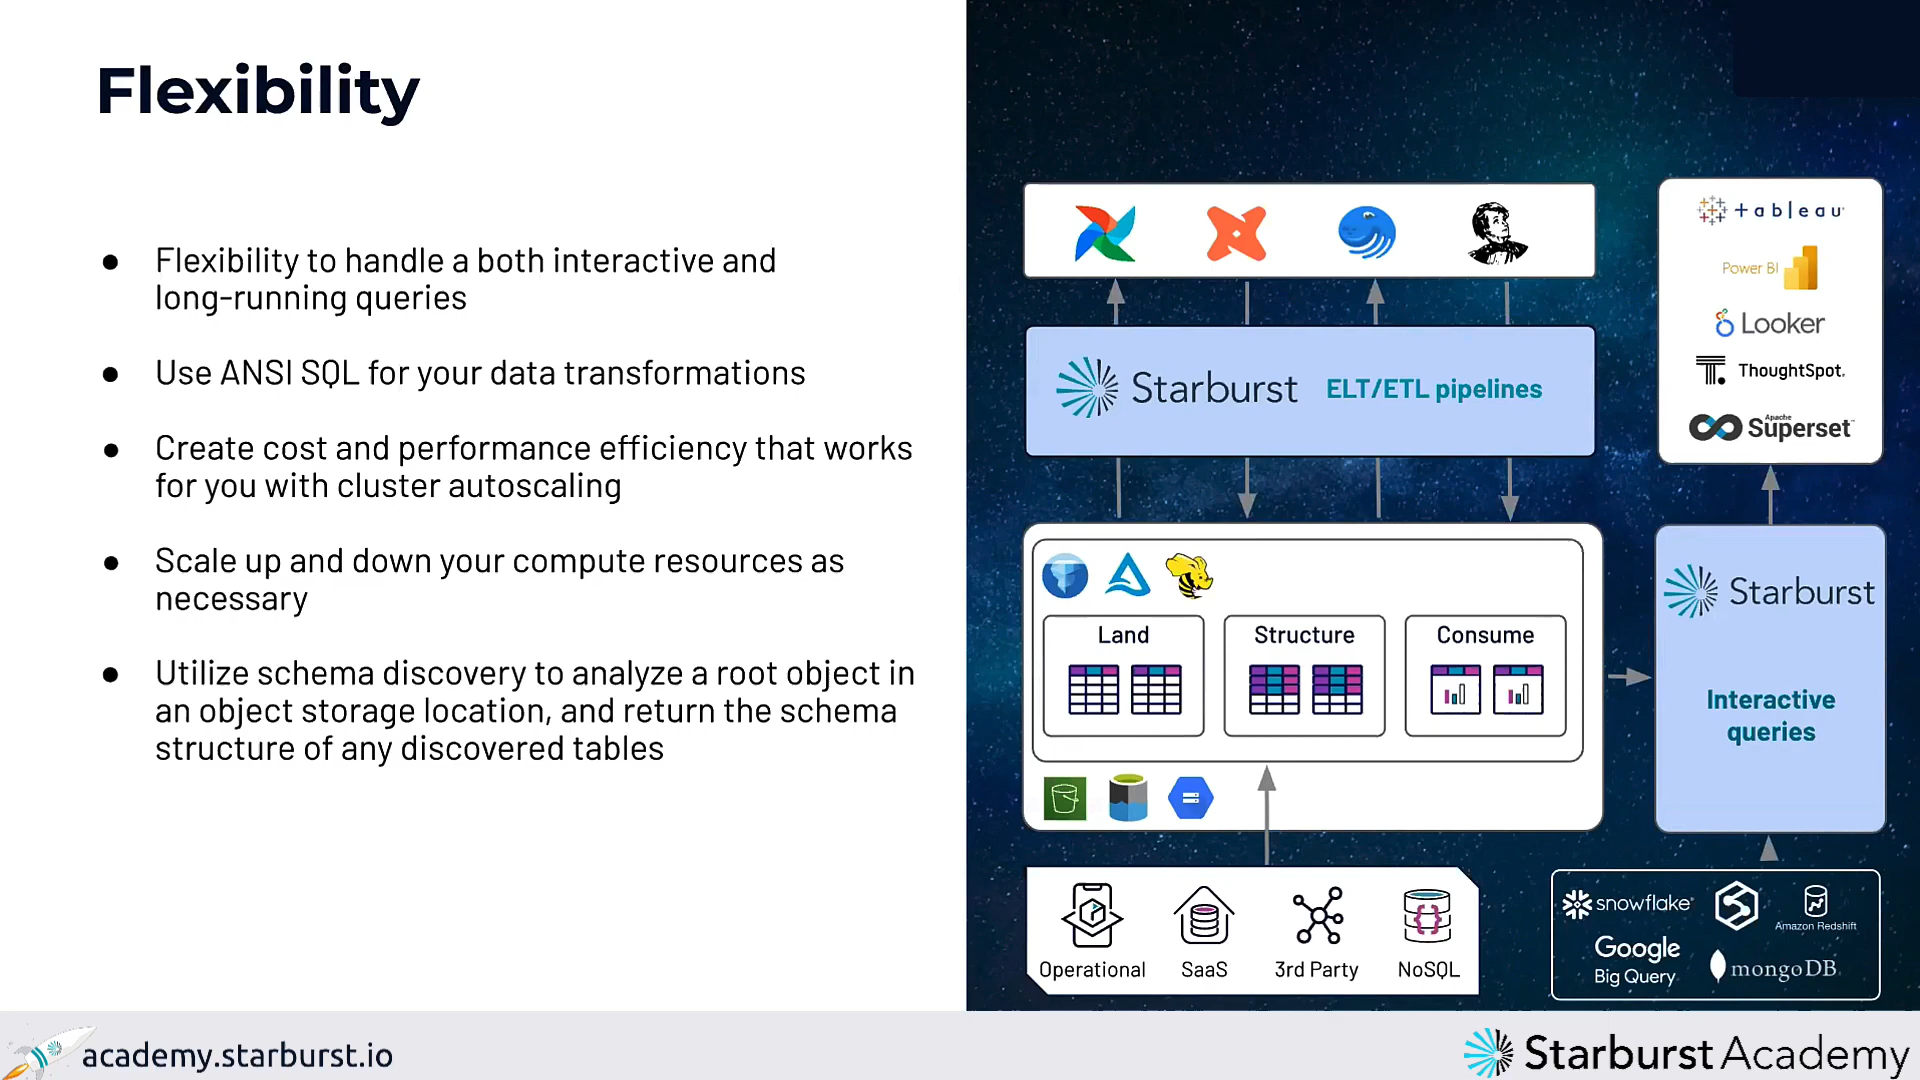 Flexibility
● Flexibility to handle a both interactive and
long-running queries
● Use ANSI SQL for your data transformations
● Create cost and performance efficiency that works
for you with cluster autoscaling
● Scale up and down your compute resources as
necessary
● Utilize schema discovery to analyze a root object in
an object storage location, and return the schema
structure of any discovered tables
Starburst ELT/ETL pipelines
+ a b | e a u
Power BI
Looker
ThoughtSpot.
Apache
Superset™
Land
Structure
Consume
Starburst
Interactive
queries
Operational
SaaS
3rd Party
NoSQL
snowflake
Amazon Redshift
Google
Big Query
mongoDB
academy.starburst.io
Starburst Academy